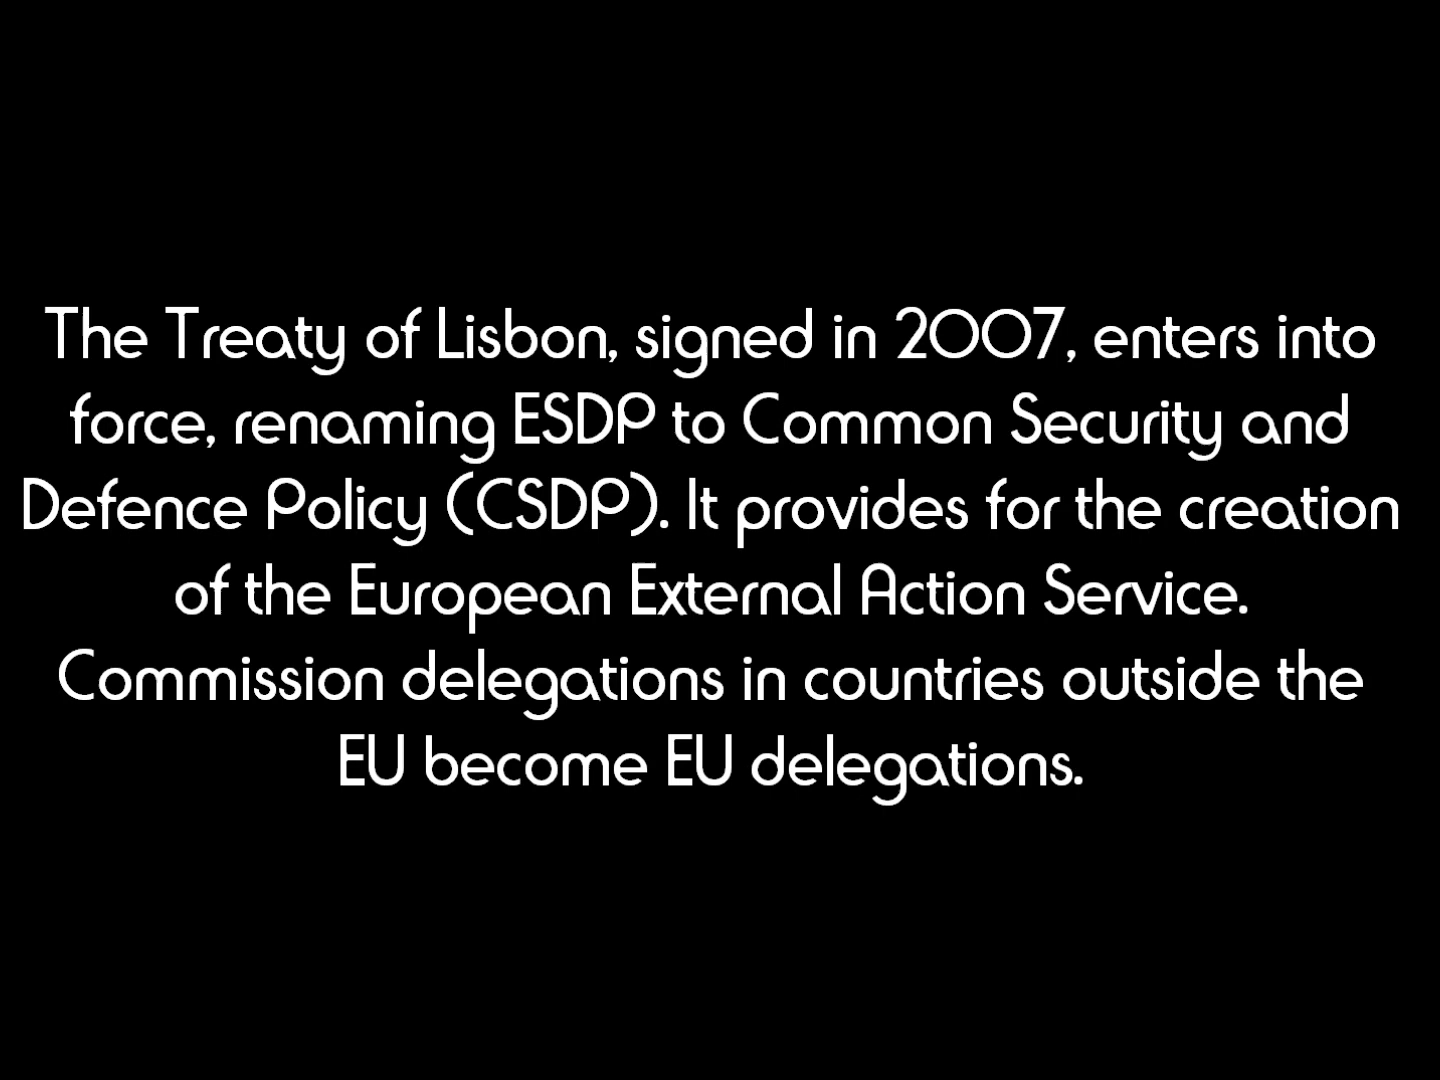 The Treaty of Lisbon, signed in 2007, enters into
force, renaming ESDP to Common Security and
Defence Policy (CSDP). It provides for the creation
of the European External Action Service.
Commission delegations in countries outside the
EU become EU delegations.